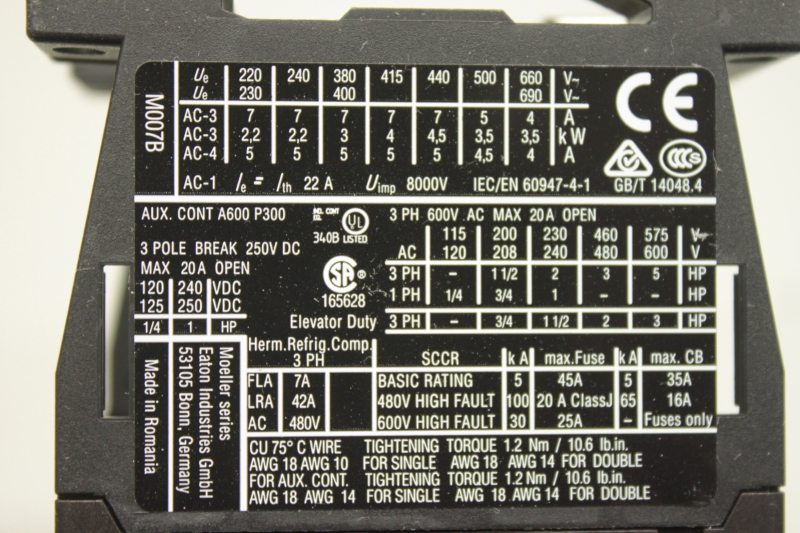 M007B
Ue 220 240 380 415 440 500 660 V~
Ue 230 400 690 V~
AC-3 7 7 7 7 7 5 4 A
AC-3 2,2 2,2 3 4 4,5 3,5 3,5 kW
AC-4 5 5 5 5 5 4,5 4 A
AC-1 Ie = Ith 22 A Uimp 8000V IEC/EN 60947-4-1
CE
CCC S
GB/T 14048.4
AUX. CONT A600 P300
IND. CONT
EQ.
UL
340B LISTED
3 POLE BREAK 250V DC
MAX 20A OPEN
120 240 VDC
125 250 VDC
1/4 1 HP
SA ®
165628
3 PH 600V AC MAX 20A OPEN
115 200 230 460 575 V~
AC 120 208 240 480 600 V
3 PH – 1 1/2 2 3 5 HP
1 PH 1/4 3/4 1 – – HP
Elevator Duty 3 PH – 3/4 1 1/2 2 3 HP
Herm.Refrig.Comp.
3 PH
FLA 7A
LRA 42A
AC 480V
SCCR kA max.Fuse kA max. CB
BASIC RATING 5 45A 5 35A
480V HIGH FAULT 100 20 A ClassJ 65 16A
600V HIGH FAULT 30 25A – Fuses only
Moeller series
Eaton Industries GmbH
53105 Bonn, Germany
Made in Romania
CU 75° C WIRE TIGHTENING TORQUE 1.2 Nm / 10.6 lb.in.
AWG 18 AWG 10 FOR SINGLE AWG 18 AWG 14 FOR DOUBLE
FOR AUX. CONT. TIGHTENING TORQUE 1.2 Nm / 10.6 lb.in.
AWG 18 AWG 14 FOR SINGLE AWG 18 AWG 14 FOR DOUBLE